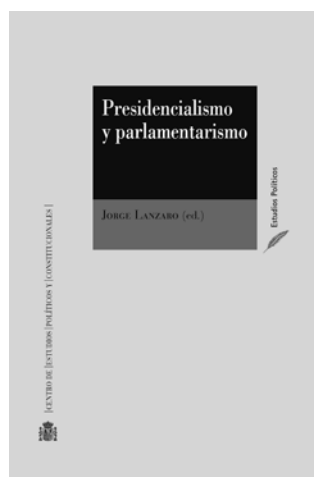 Presidencialismo
y parlamentarismo
JORGE LANZARO (ed.)
Estudios Políticos
[CENTRO DE [ESTUDIOS] POLÍTICOS Y [CONSTITUCIONALES]